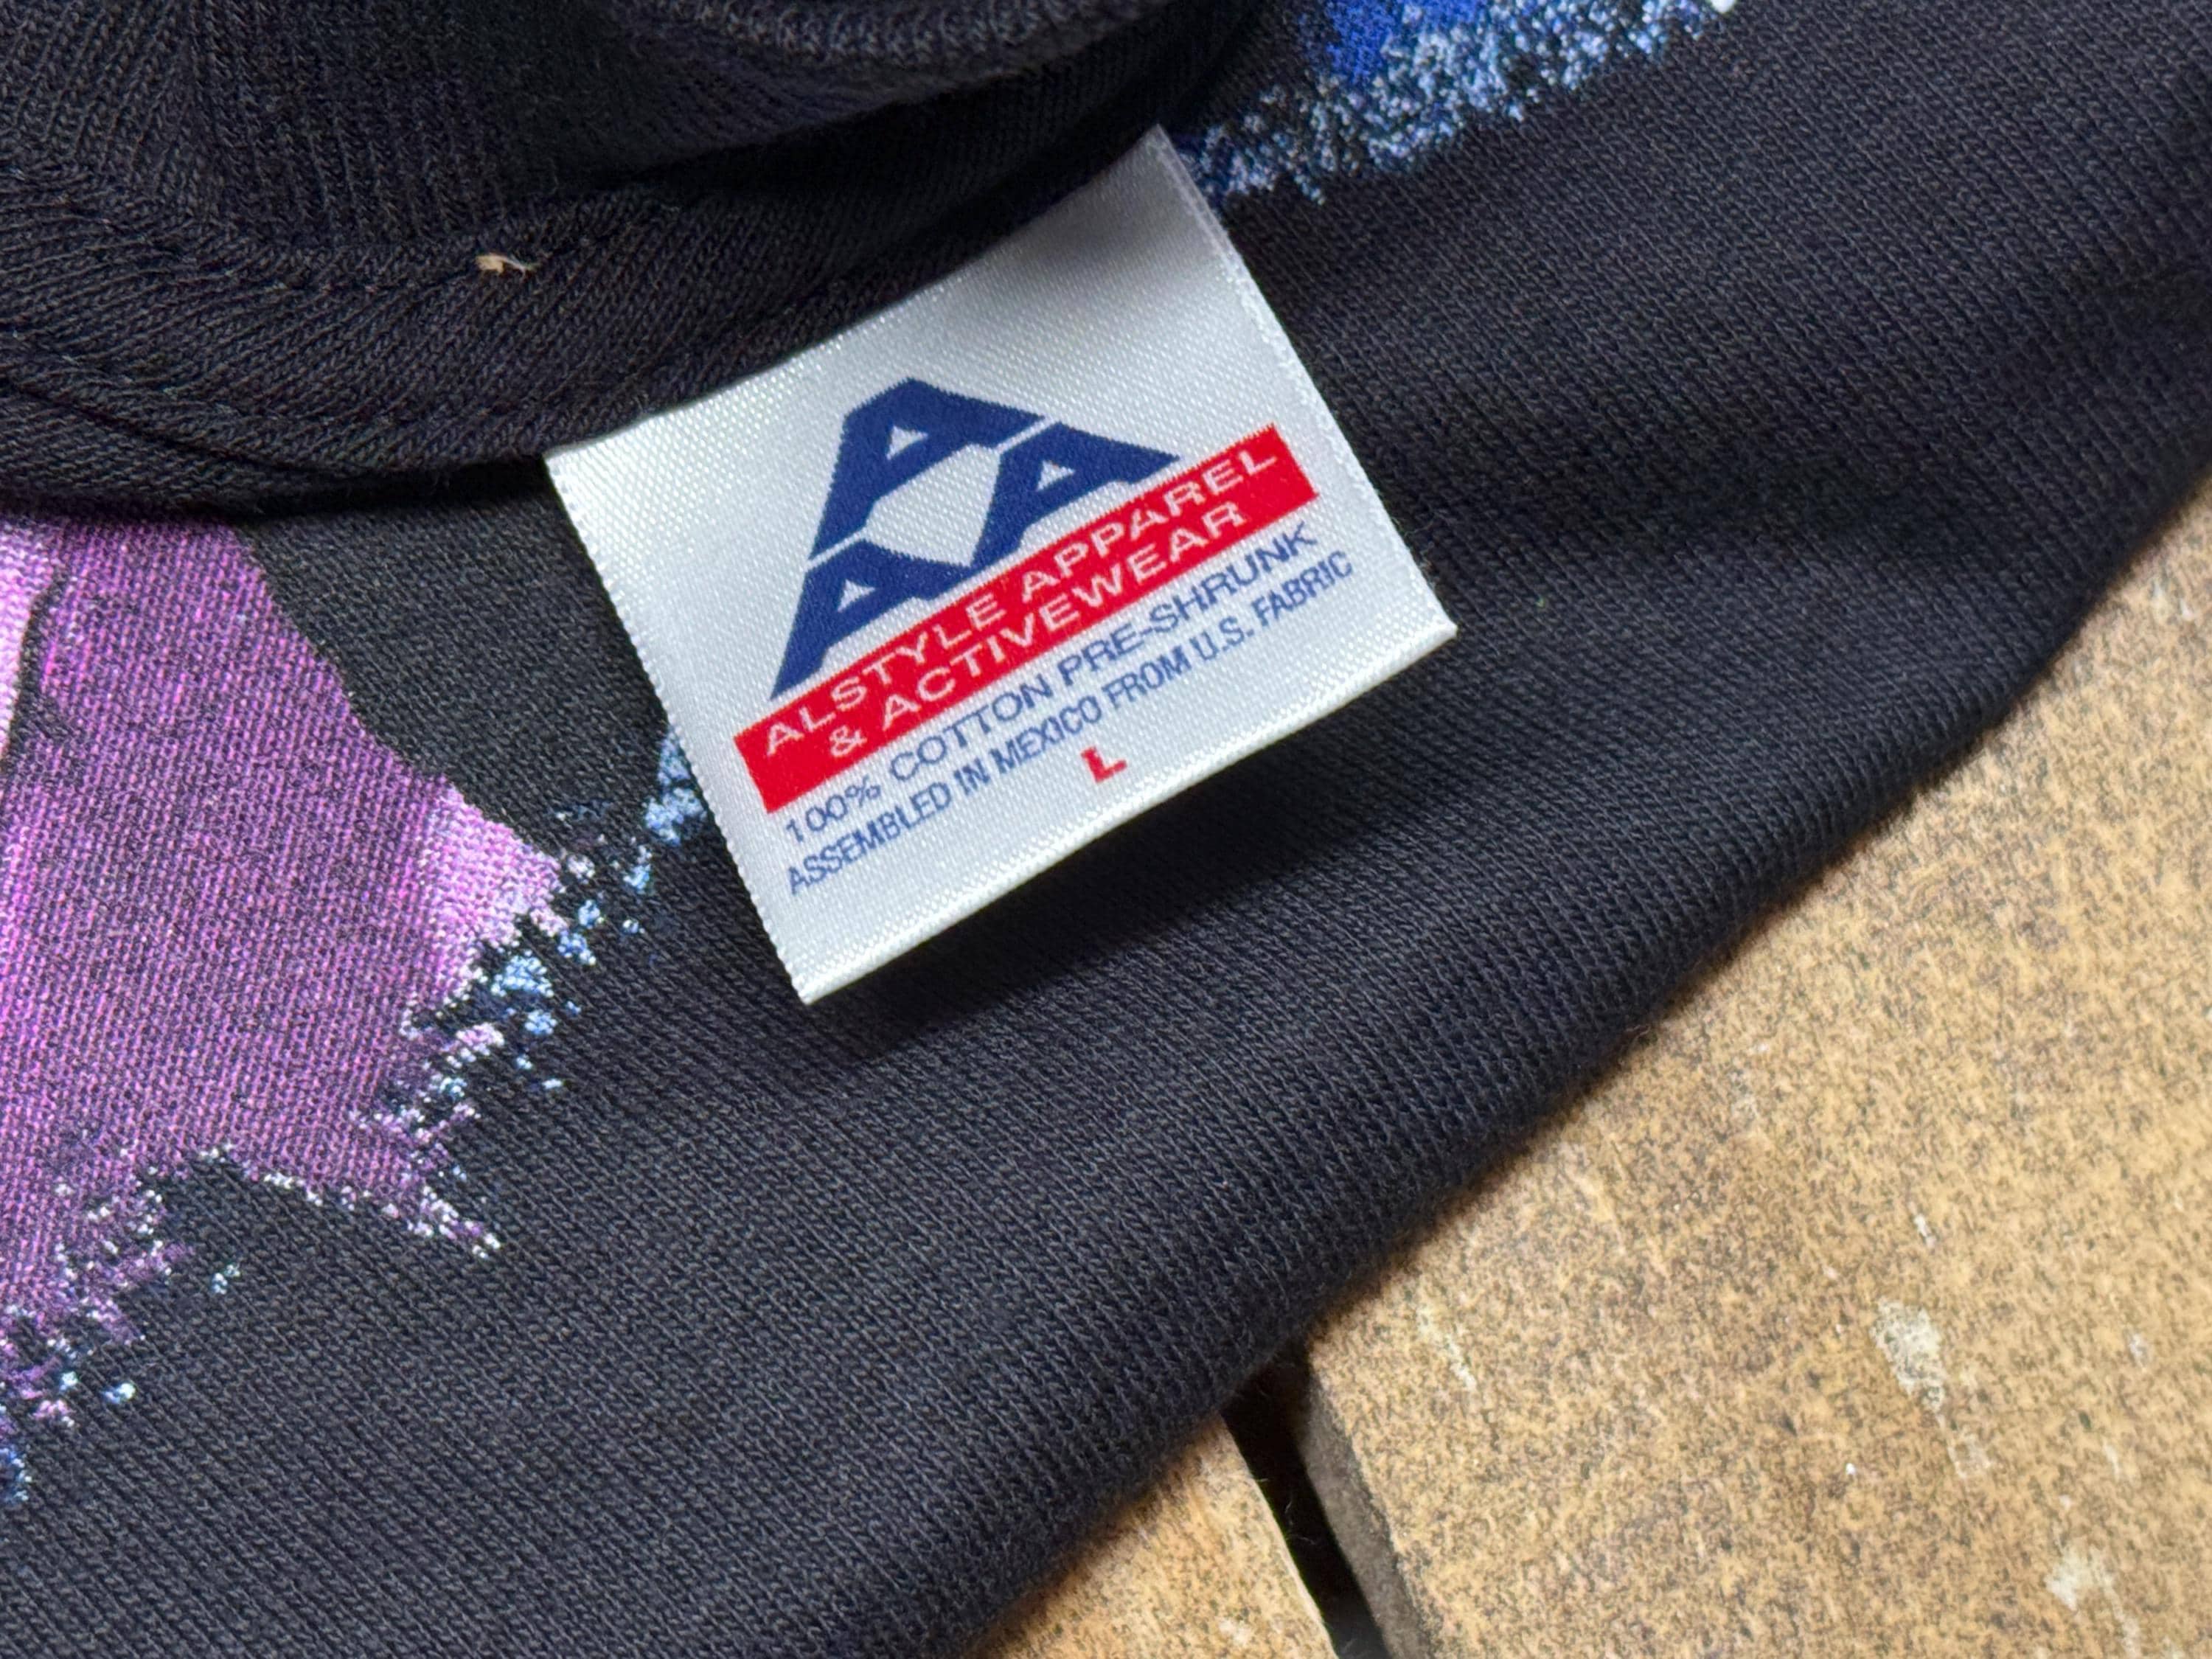 A
A A
ALSTYLE APPAREL
& ACTIVEWEAR
100% COTTON PRE-SHRUNK
ASSEMBLED IN MEXICO FROM U.S. FABRIC
L